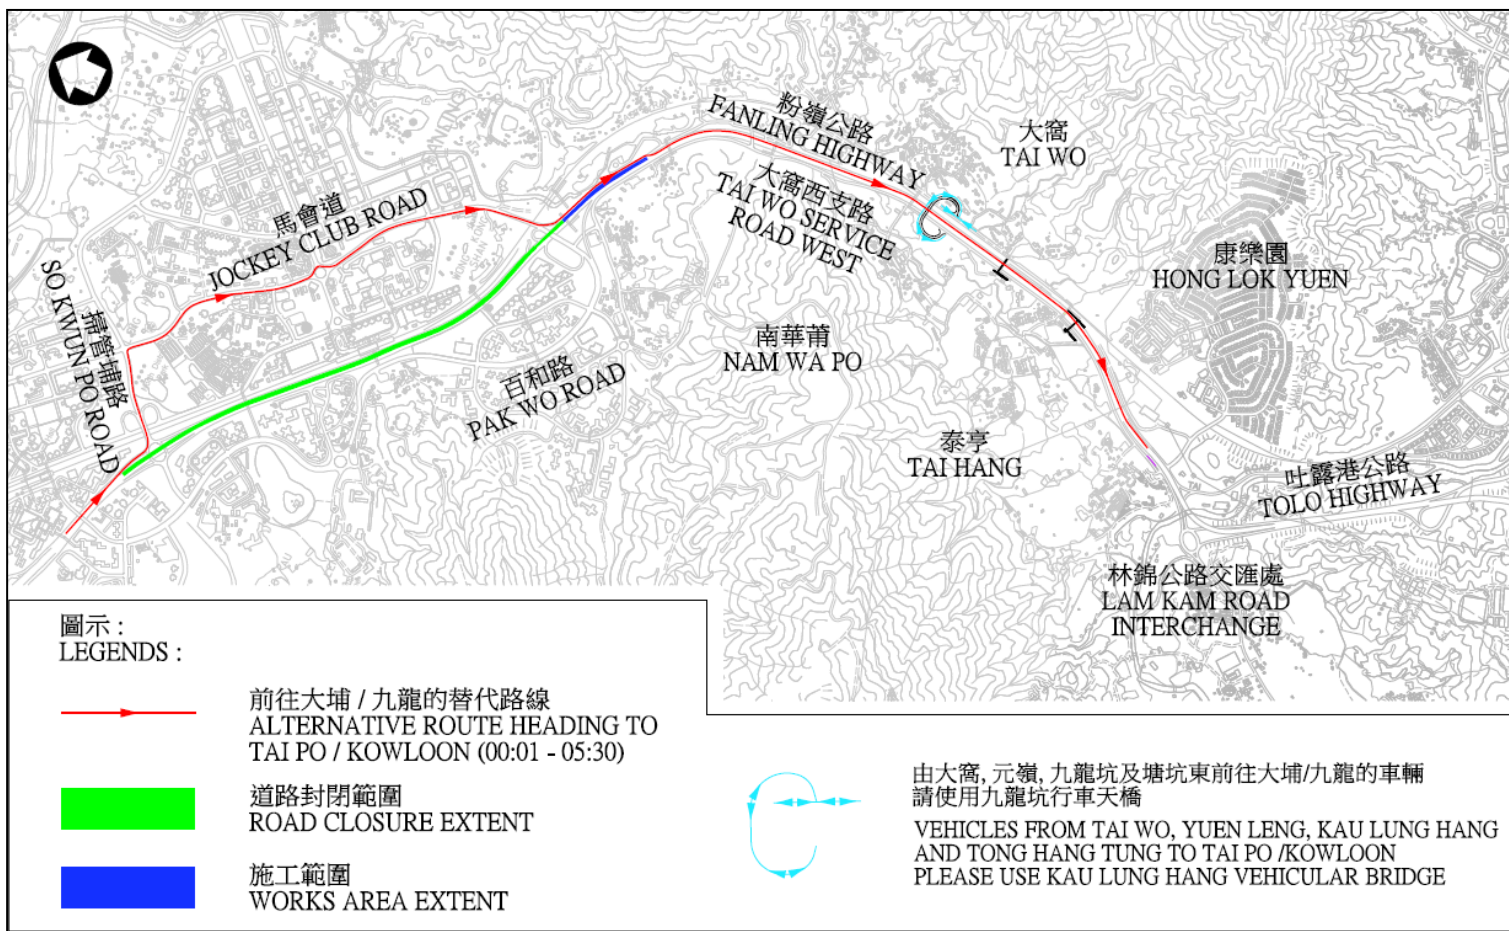 粉嶺公路
FANLING HIGHWAY
大窩
TAI WO
馬會道
JOCKEY CLUB ROAD
大窩西支路
TAI WO SERVICE
ROAD WEST
康樂園
HONG LOK YUEN
掃管埔路
SO KWUN PO ROAD
南華莆
NAM WA PO
百和路
PAK WO ROAD
泰亨
TAI HANG
吐露港公路
TOLO HIGHWAY
林錦公路交匯處
LAM KAM ROAD
INTERCHANGE
圖示 :
LEGENDS :
前往大埔 / 九龍的替代路線
ALTERNATIVE ROUTE HEADING TO
TAI PO / KOWLOON (00:01 - 05:30)
道路封閉範圍
ROAD CLOSURE EXTENT
施工範圍
WORKS AREA EXTENT
由大窩, 元嶺, 九龍坑及塘坑東前往大埔/九龍的車輛
請使用九龍坑行車天橋
VEHICLES FROM TAI WO, YUEN LENG, KAU LUNG HANG
AND TONG HANG TUNG TO TAI PO /KOWLOON
PLEASE USE KAU LUNG HANG VEHICULAR BRIDGE